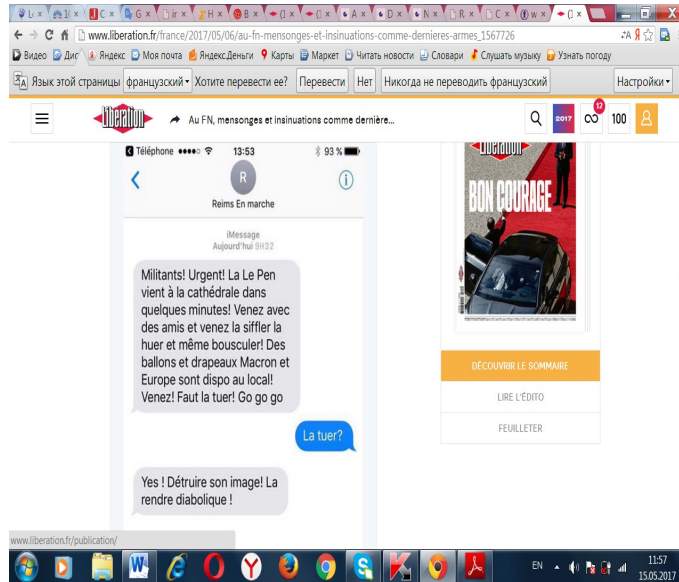 www.liberation.fr/france/2017/05/06/au-fn-mensonges-et-insinuations-comme-dernieres-armes_1567726
Видео Диск Яндекс Моя почта Яндекс.Деньги Карты Маркет Читать новости Словари Слушать музыку Узнать погоду
Язык этой страницы французский Хотите перевести ее? Перевести Нет Никогда не переводить французский Настройки
Libération Au FN, mensonges et insinuations comme dernière... 2017 12 100
Téléphone 13:53 93 %
R
Reims En marche
iMessage
Aujourd'hui 9H32
Militants! Urgent! La Le Pen
vient à la cathédrale dans
quelques minutes! Venez avec
des amis et venez la siffler la
huer et même bousculer! Des
ballons et drapeaux Macron et
Europe sont dispo au local!
Venez! Faut la tuer! Go go go
La tuer?
Yes ! Détruire son image! La
rendre diabolique !
Libération
BON COURAGE
DÉCOUVRIR LE SOMMAIRE
LIRE L'ÉDITO
FEUILLETER
www.liberation.fr/publication/
EN 11:57
15.05.2017